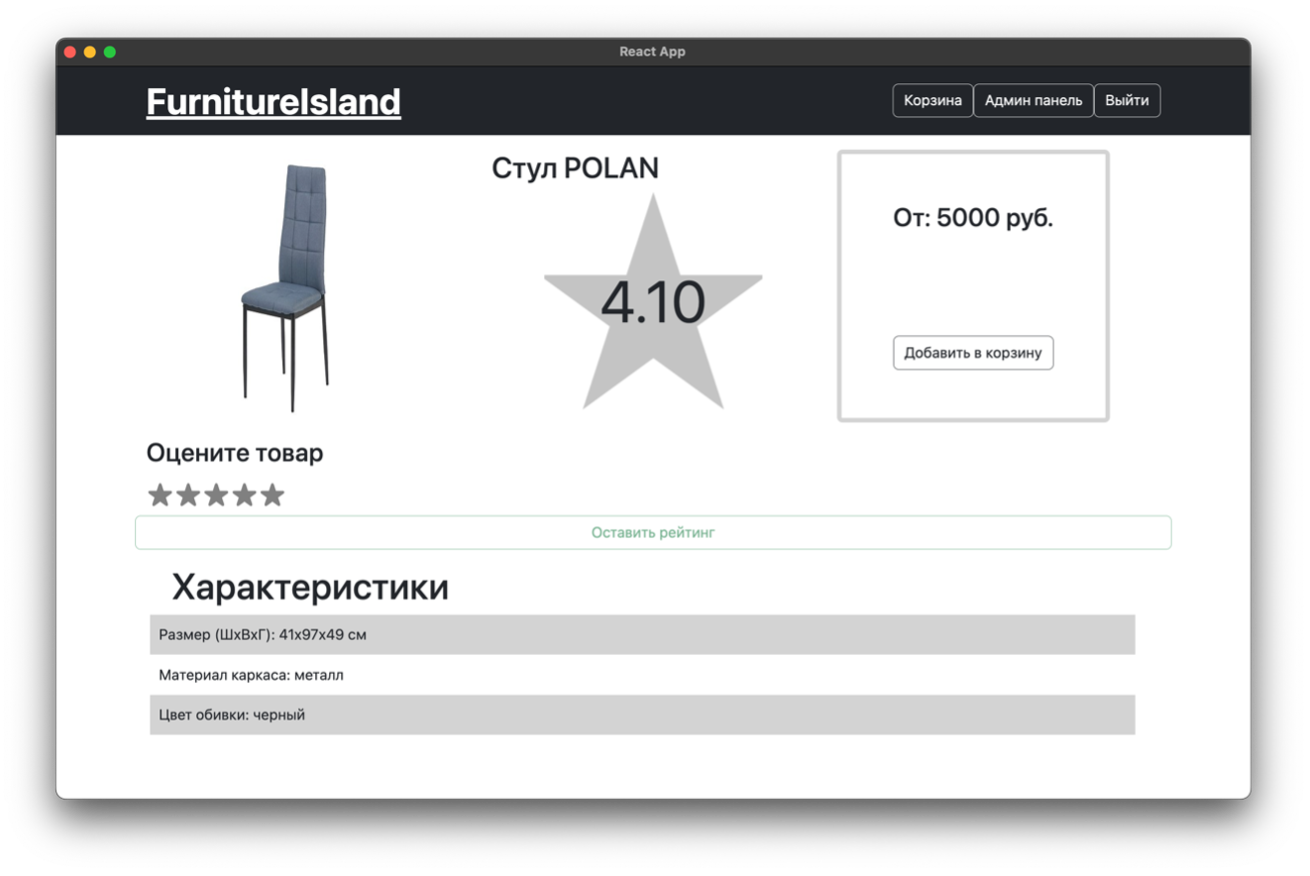 React App
FurnitureIsland
Корзина
Админ панель
Выйти
Стул POLAN
4.10
От: 5000 руб.
Добавить в корзину
Оцените товар
Оставить рейтинг
Характеристики
Размер (ШхВхГ): 41х97х49 см
Материал каркаса: металл
Цвет обивки: черный